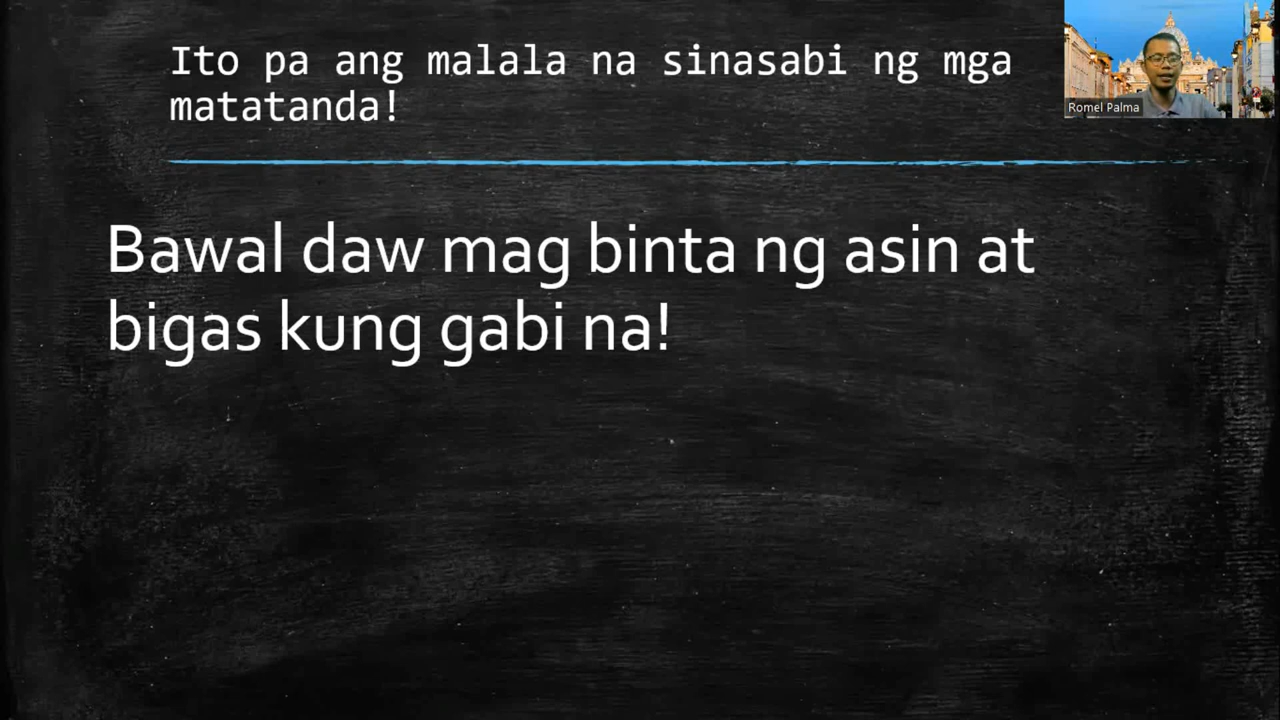 Ito pa ang malala na sinasabi ng mga
matatanda!
Romel Palma
Bawal daw mag binta ng asin at
bigas kung gabi na!